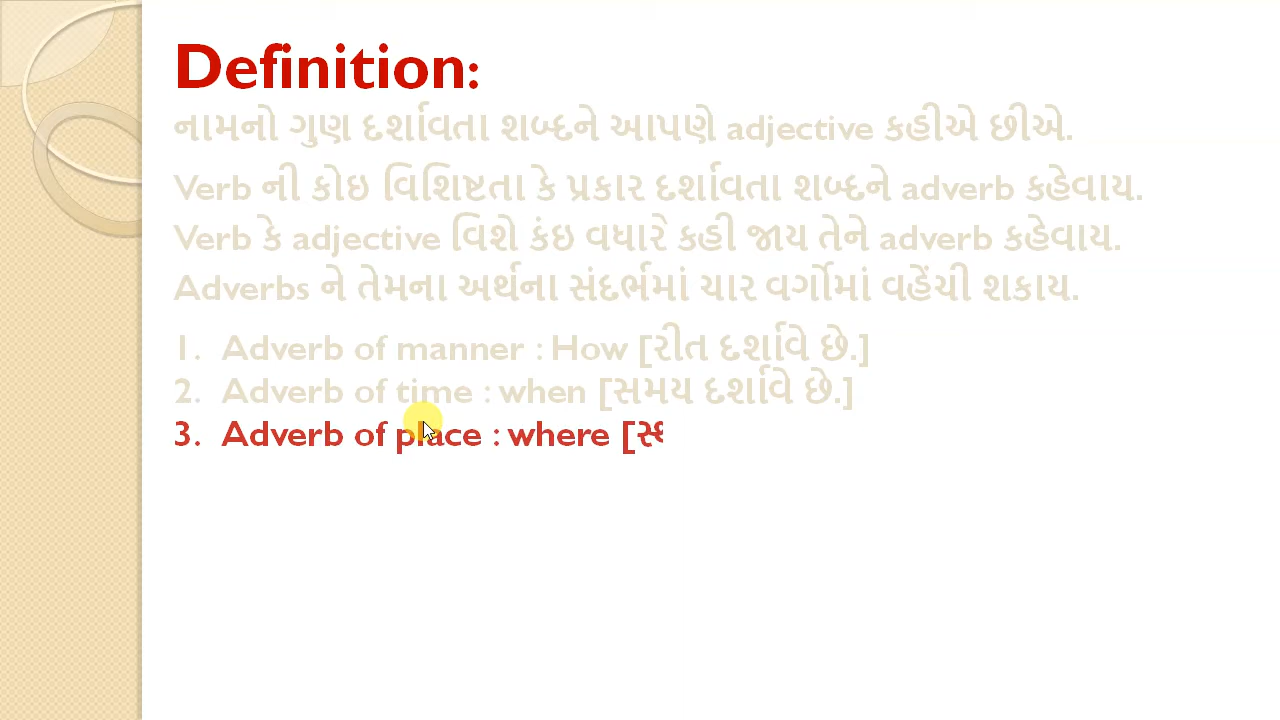 Definition:
નામનો ગુણ દર્શાવતા શબ્દને આપણે adjective કહીએ છીએ.
Verb ની કોઇ વિશિષ્ટતા કે પ્રકાર દર્શાવતા શબ્દને adverb કહેવાય.
Verb કે adjective વિશે કંઇ વધારે કહી જાય તેને adverb કહેવાય.
Adverbs ને તેમના અર્થના સંદર્ભમાં ચાર વર્ગોમાં વહેંચી શકાય.
1. Adverb of manner : How [રીત દર્શાવે છે.]
2. Adverb of time : when [સમય દર્શાવે છે.]
3. Adverb of place : where [